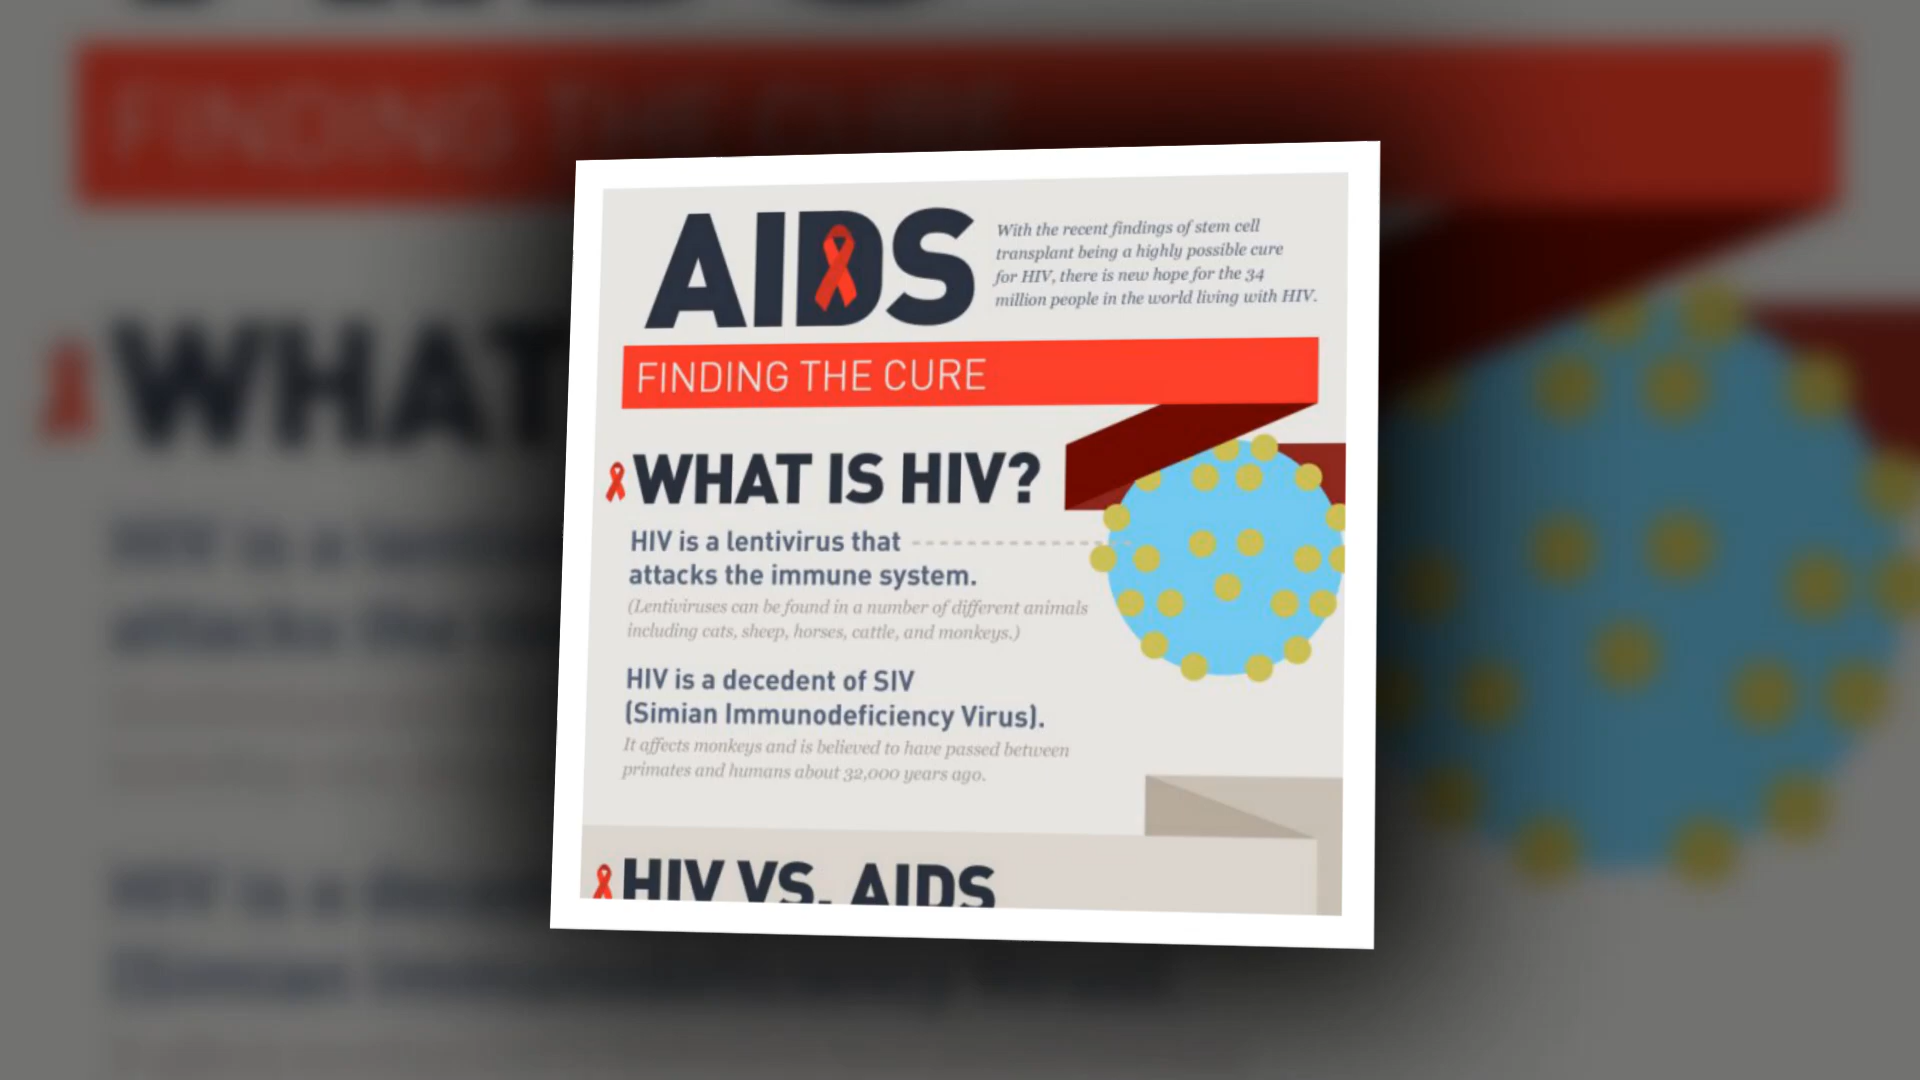 AIDS
With the recent findings of stem cell
transplant being a highly possible cure
for HIV, there is new hope for the 34
million people in the world living with HIV.
FINDING THE CURE
WHAT IS HIV?
HIV is a lentivirus that
attacks the immune system.
(Lentiviruses can be found in a number of different animals
including cats, sheep, horses, cattle, and monkeys.)
HIV is a decedent of SIV
(Simian Immunodeficiency Virus).
It affects monkeys and is believed to have passed between
primates and humans about 32,000 years ago.
HIV VS. AIDS